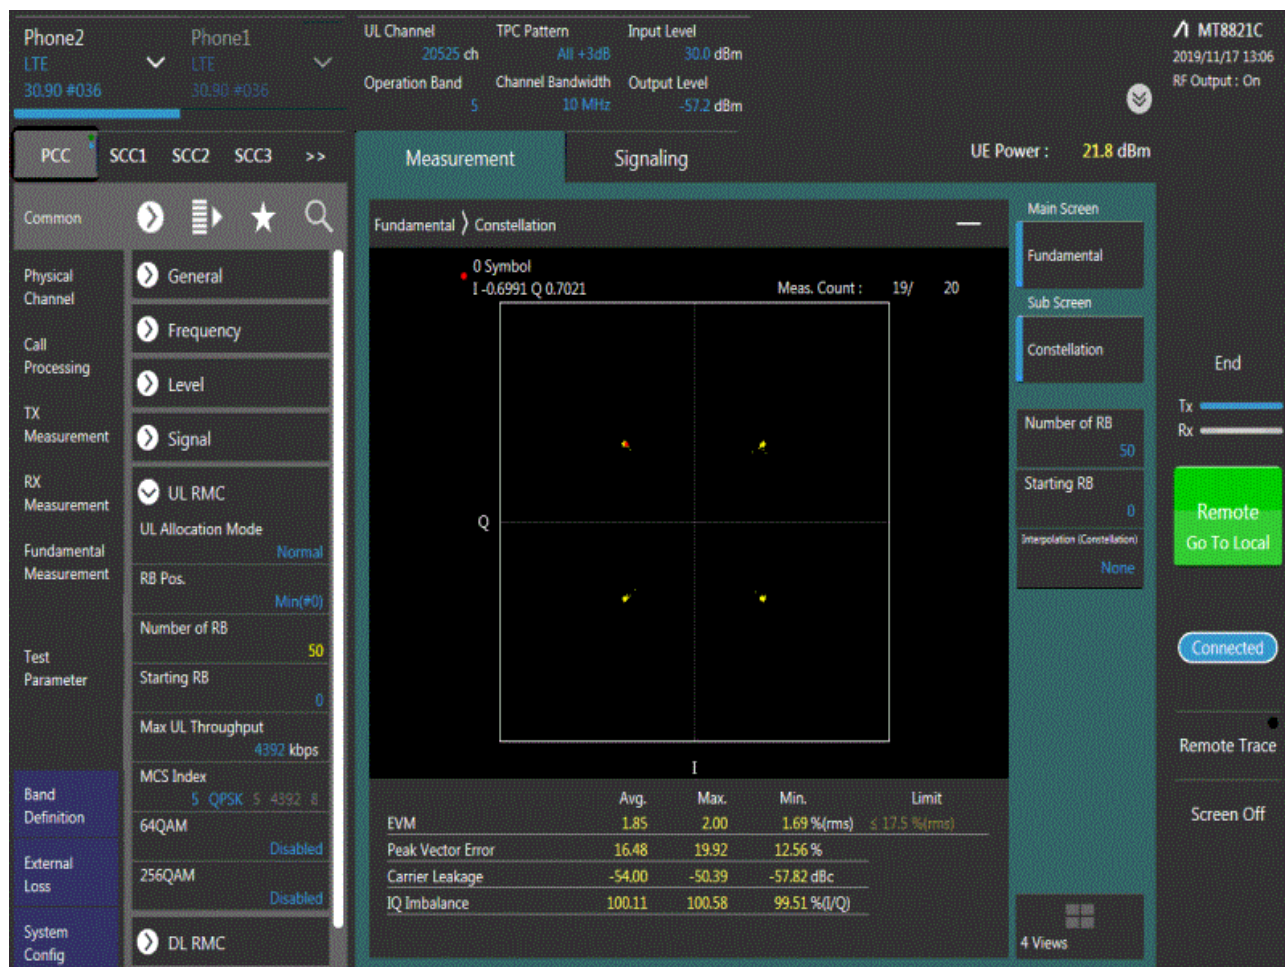 Phone2
LTE
30.90 #036
Phone1
LTE
30.90 #036
UL Channel
20525 ch
TPC Pattern
All +3dB
Input Level
30.0 dBm
Operation Band
5
Channel Bandwidth
10 MHz
Output Level
-57.2 dBm
MT8821C
2019/11/17 13:06
RF Output : On
PCC SCC1 SCC2 SCC3 >>
Measurement
Signaling
UE Power : 21.8 dBm
Common
Physical
Channel
Call
Processing
TX
Measurement
RX
Measurement
Fundamental
Measurement
Test
Parameter
Band
Definition
External
Loss
System
Config
General
Frequency
Level
Signal
UL RMC
UL Allocation Mode
Normal
RB Pos.
Min(#0)
Number of RB
50
Starting RB
0
Max UL Throughput
4392 kbps
MCS Index
5 QPSK 5 4392 8
64QAM
Disabled
256QAM
Disabled
DL RMC
Fundamental 〉 Constellation
0 Symbol
I -0.6991 Q 0.7021
Meas. Count : 19/ 20
Q
I
Avg. Max. Min. Limit
EVM 1.85 2.00 1.69 %(rms) ≤ 17.5 %(rms)
Peak Vector Error 16.48 19.92 12.56 %
Carrier Leakage -54.00 -50.39 -57.82 dBc
IQ Imbalance 100.11 100.58 99.51 %(I/Q)
Main Screen
Fundamental
Sub Screen
Constellation
Number of RB
50
Starting RB
0
Interpolation (Constellation)
None
4 Views
End
Tx
Rx
Remote
Go To Local
Connected
Remote Trace
Screen Off